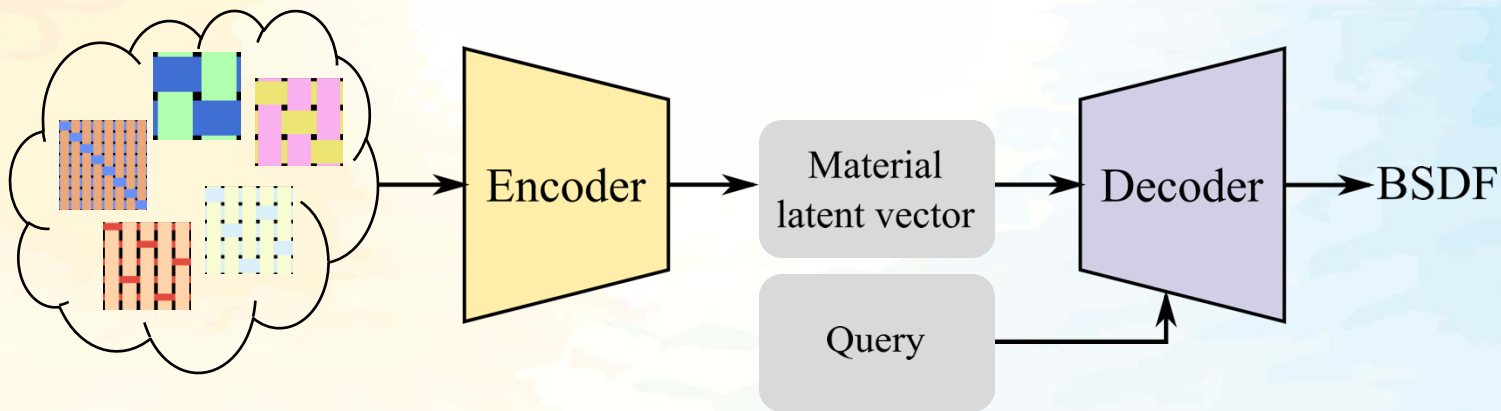 Encoder
Material
latent vector
Query
Decoder
BSDF